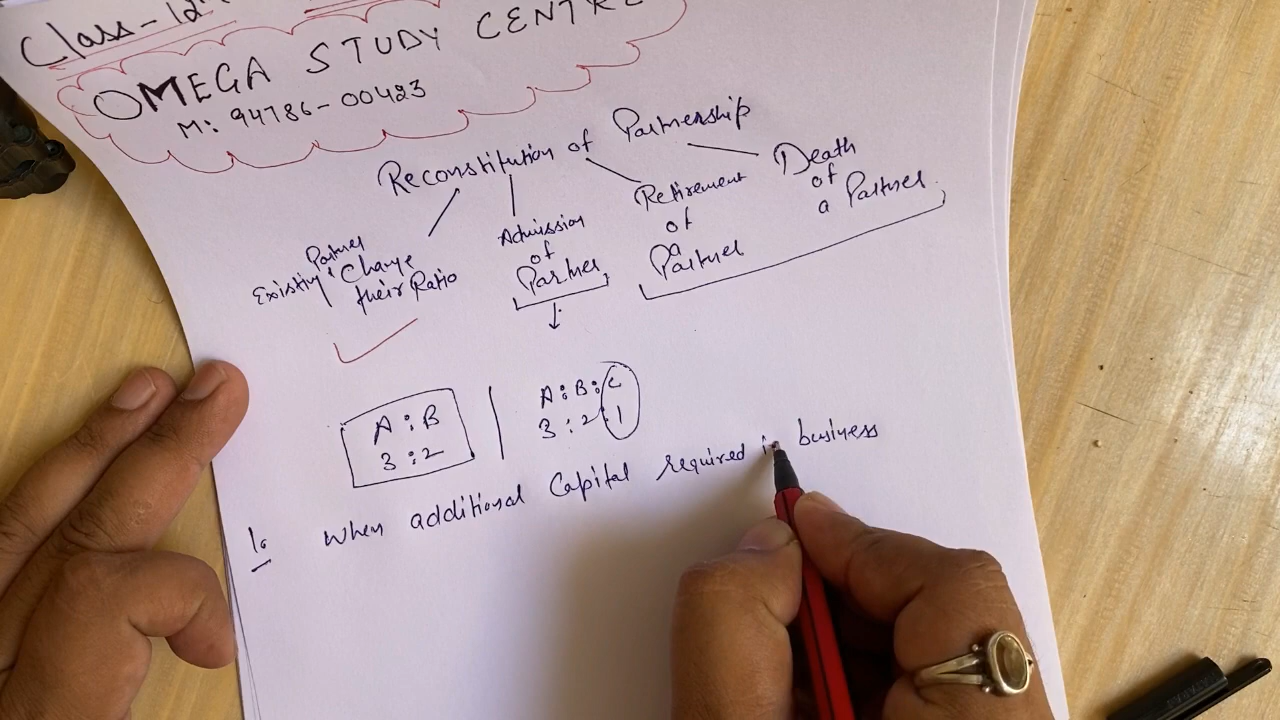 Class-12th
OMEGA STUDY CENTRE
M: 94786-00423
Reconstitution of Partnership
Existing Partner Change their Ratio
Admission of Partner
Retirement of a Partner
Death of a Partner
A : B
3 : 2
A : B : C
3 : 2 : 1
1. When additional Capital required in business